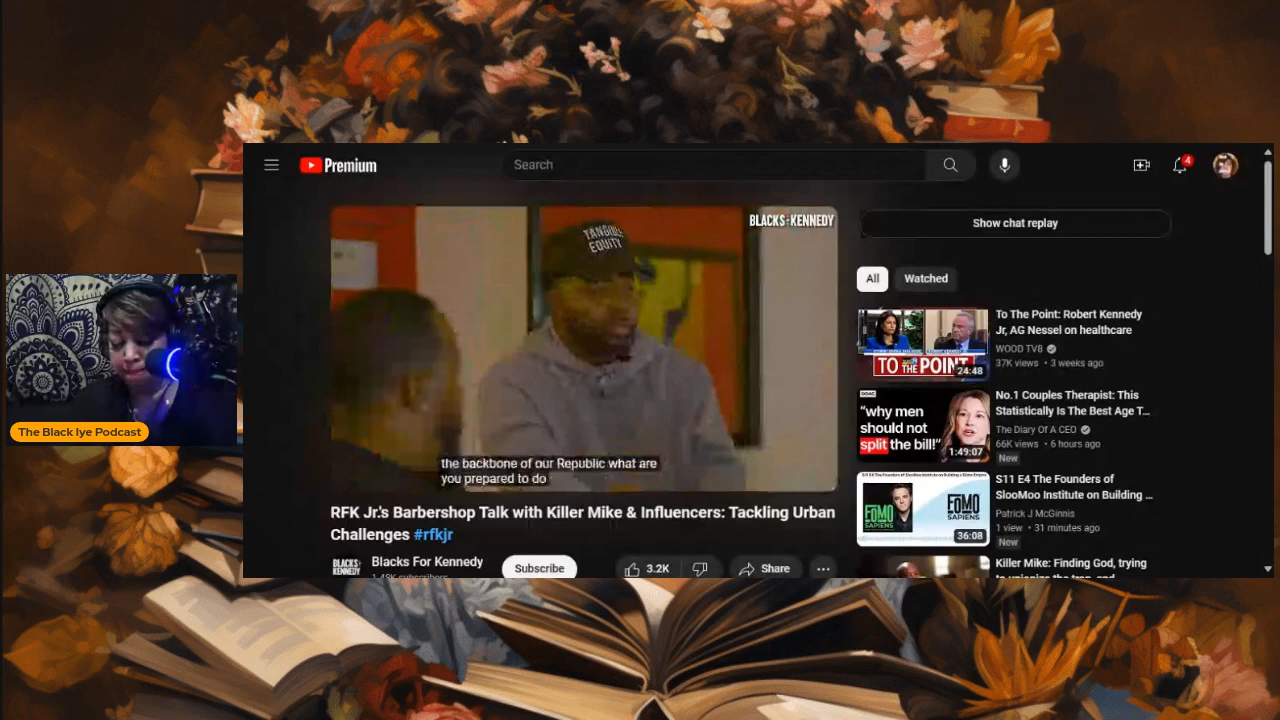 Premium
Search
4
BLACKS+KENNEDY
TANGIBLE
EQUITY
the backbone of our Republic what are
you prepared to do
RFK Jr.'s Barbershop Talk with Killer Mike & Influencers: Tackling Urban
Challenges #rfkjr
BLACKS+
KENNEDY
Blacks For Kennedy
Subscribe
3.2K
Share
The Black Iye Podcast
Show chat replay
All
Watched
TO THE POINT
24:48
To The Point: Robert Kennedy
Jr, AG Nessel on healthcare
WOOD TV8
37K views • 3 weeks ago
"why men
should not
split the bill!"
1:49:07
No.1 Couples Therapist: This
Statistically Is The Best Age T...
The Diary Of A CEO
66K views • 6 hours ago
New
FOMO
SAPIENS
FOMO
SAPIENS
36:08
S11 E4 The Founders of
SlooMoo Institute on Building ...
Patrick J McGinnis
1 view • 31 minutes ago
New
Killer Mike: Finding God, trying